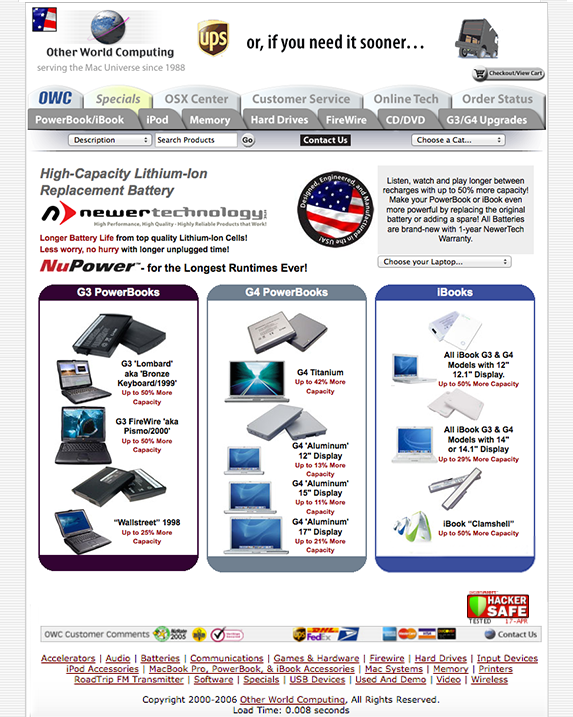 Other World Computing
serving the Mac Universe since 1988
ups
or, if you need it sooner…
Checkout/View Cart
OWC Specials OSX Center Customer Service Online Tech Order Status
PowerBook/iBook iPod Memory Hard Drives FireWire CD/DVD G3/G4 Upgrades
Description Search Products Go Contact Us Choose a Cat...
High-Capacity Lithium-Ion
Replacement Battery
newertechnology
High Performance, High Quality - Highly Reliable Products that Work!
Longer Battery Life from top quality Lithium-Ion Cells!
Less worry, no hurry with longer unplugged time!
NuPower™- for the Longest Runtimes Ever!
Designed, Engineered, and Manufactured in the USA!
Listen, watch and play longer between
recharges with up to 50% more capacity!
Make your PowerBook or iBook even
more powerful by replacing the original
battery or adding a spare! All Batteries
are brand-new with 1-year NewerTech
Warranty.
Choose your Laptop...
G3 PowerBooks
G3 'Lombard'
aka 'Bronze
Keyboard/1999'
Up to 50% More
Capacity
G3 FireWire 'aka
Pismo/2000'
Up to 50% More
Capacity
“Wallstreet” 1998
Up to 25% More
Capacity
G4 PowerBooks
G4 Titanium
Up to 42% More
Capacity
G4 'Aluminum'
12" Display
Up to 13% More
Capacity
G4 'Aluminum'
15" Display
Up to 11% More
Capacity
G4 'Aluminum'
17" Display
Up to 21% More
Capacity
iBooks
All iBook G3 & G4
Models with 12"
12.1" Display.
Up to 50% More Capacity
All iBook G3 & G4
Models with 14"
or 14.1" Display
Up to 29% More Capacity
iBook “Clamshell”
Up to 50% More Capacity
HACKER
SAFE
TESTED 17-APR
OWC Customer Comments 2005 ups DHL FedEx VISA Contact Us
Accelerators | Audio | Batteries | Communications | Games & Hardware | Firewire | Hard Drives | Input Devices
iPod Accessories | MacBook Pro, PowerBook, & iBook Accessories | Mac Systems | Memory | Printers
RoadTrip FM Transmitter | Software | Specials | USB Devices | Used And Demo | Video | Wireless
Copyright 2000-2006 Other World Computing, All Rights Reserved.
Load Time: 0.008 seconds